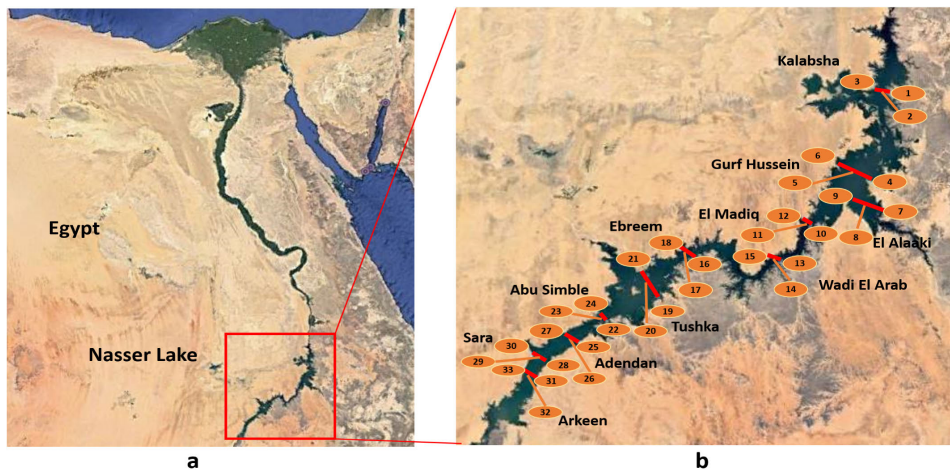 Egypt
Nasser Lake
a
Kalabsha
3
1
2
Gurf Hussein
6
5
4
9
7
El Madiq
12
11
10
8
El Alaaki
Ebreem
18
21
16
15
13
17
14
Wadi El Arab
Abu Simble
24
23
19
22
20
Tushka
Sara
27
30
25
29
28
Adendan
33
31
26
32
Arkeen
b